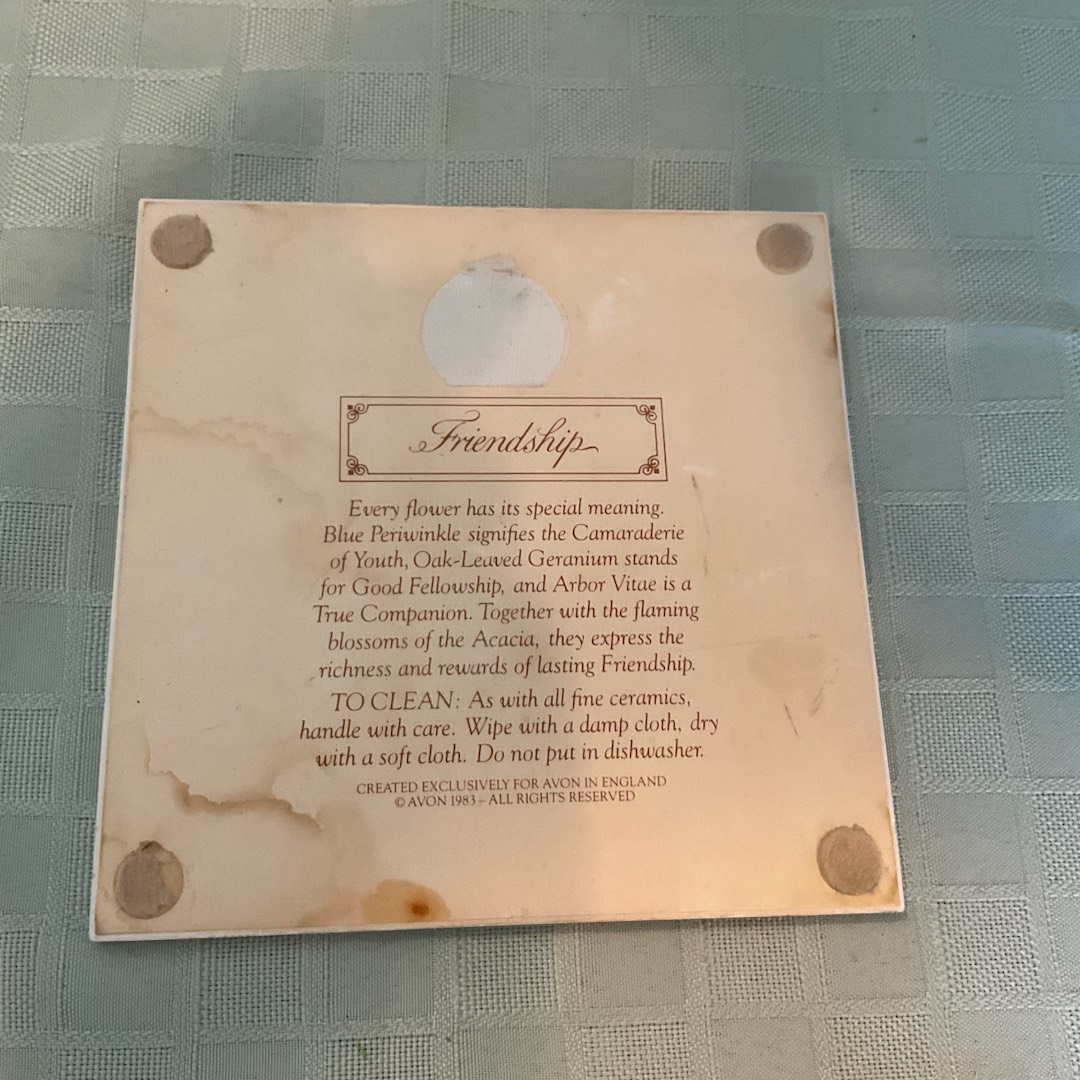 Friendship
Every flower has its special meaning.
Blue Periwinkle signifies the Camaraderie
of Youth, Oak-Leaved Geranium stands
for Good Fellowship, and Arbor Vitae is a
True Companion. Together with the flaming
blossoms of the Acacia, they express the
richness and rewards of lasting Friendship.
TO CLEAN: As with all fine ceramics,
handle with care. Wipe with a damp cloth, dry
with a soft cloth. Do not put in dishwasher.
CREATED EXCLUSIVELY FOR AVON IN ENGLAND
© AVON 1983 – ALL RIGHTS RESERVED